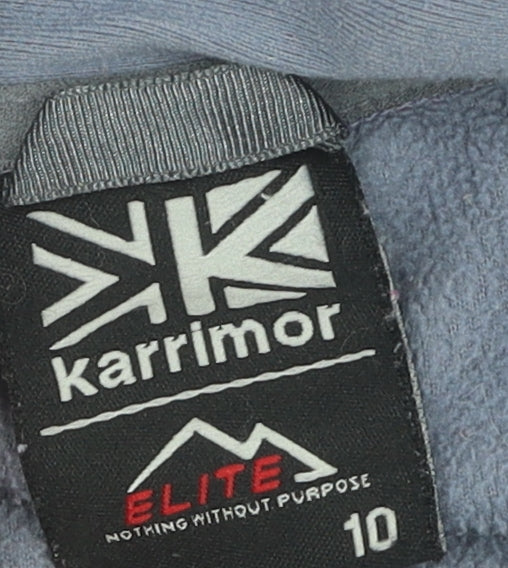 karrimor
ELITE
NOTHING WITHOUT PURPOSE
10